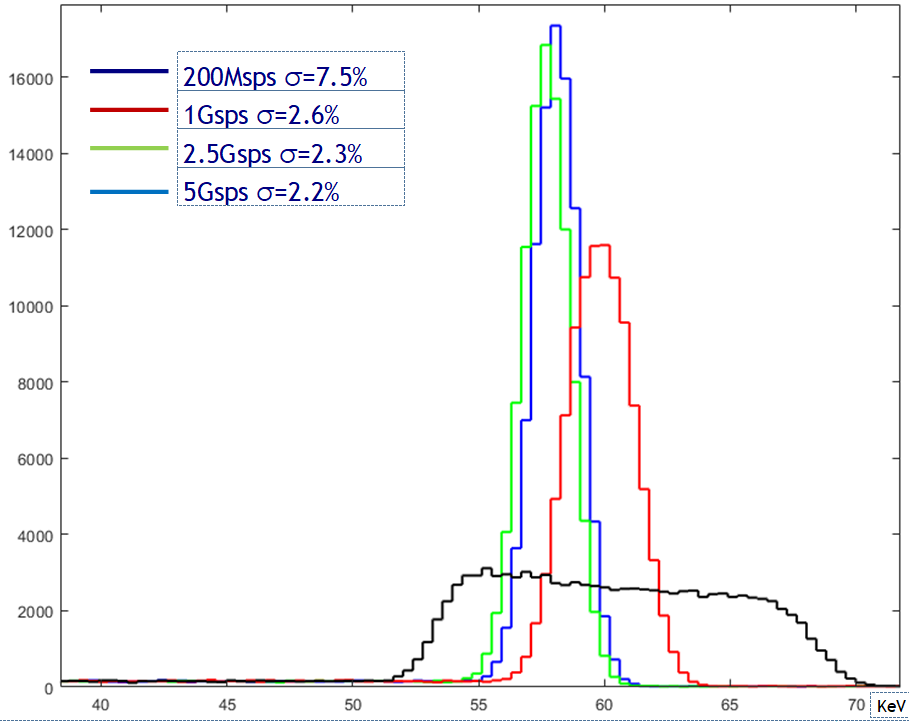 16000
14000
12000
10000
8000
6000
4000
2000
0
200Msps σ=7.5%
1Gsps σ=2.6%
2.5Gsps σ=2.3%
5Gsps σ=2.2%
40 45 50 55 60 65 70 KeV